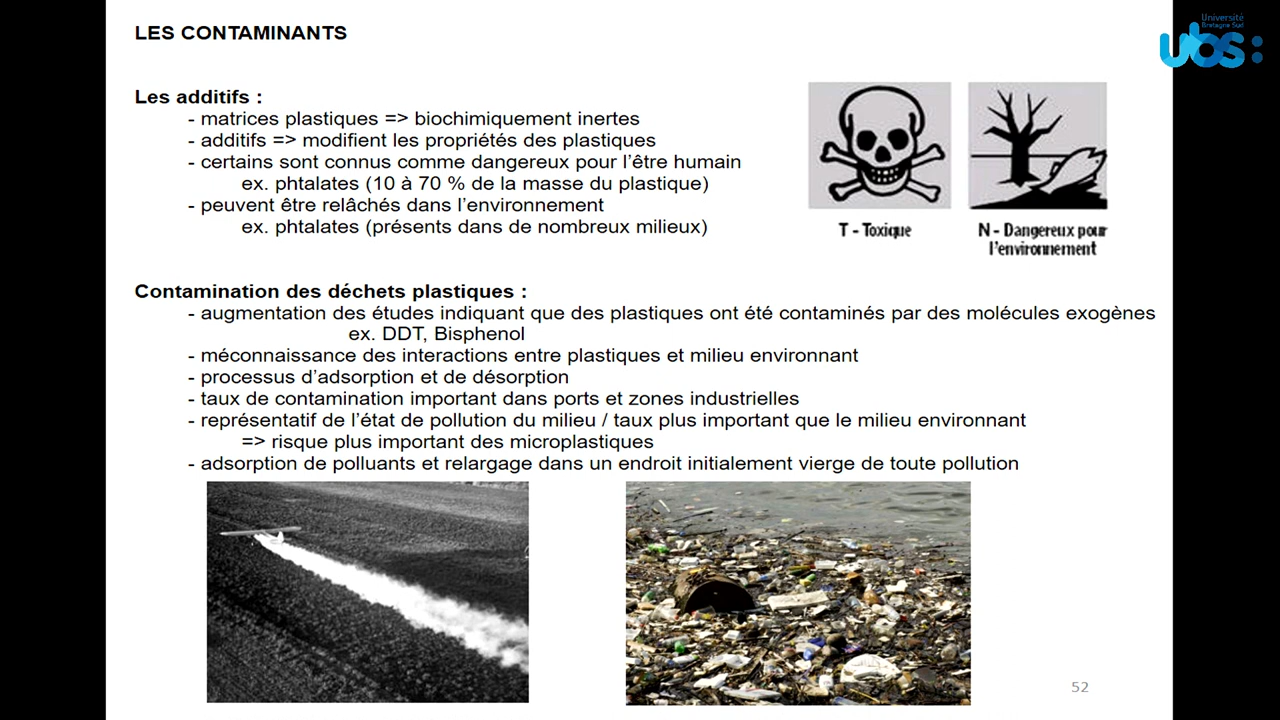 LES CONTAMINANTS
Université
Bretagne Sud
ubs:
Les additifs :
- matrices plastiques => biochimiquement inertes
- additifs => modifient les propriétés des plastiques
- certains sont connus comme dangereux pour l'être humain
ex. phtalates (10 à 70 % de la masse du plastique)
- peuvent être relâchés dans l'environnement
ex. phtalates (présents dans de nombreux milieux)
T - Toxique
N - Dangereux pour
l'environnement
Contamination des déchets plastiques :
- augmentation des études indiquant que des plastiques ont été contaminés par des molécules exogènes
ex. DDT, Bisphenol
- méconnaissance des interactions entre plastiques et milieu environnant
- processus d'adsorption et de désorption
- taux de contamination important dans ports et zones industrielles
- représentatif de l'état de pollution du milieu / taux plus important que le milieu environnant
=> risque plus important des microplastiques
- adsorption de polluants et relargage dans un endroit initialement vierge de toute pollution
52